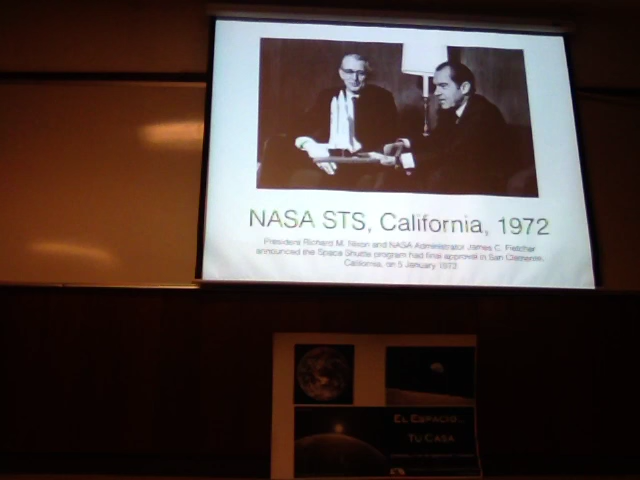 NASA STS, California, 1972
President Richard M. Nixon and NASA Administrator James C. Fletcher
announced the Space Shuttle program had final approval in San Clemente,
California, on 5 January 1972
EL ESPACIO...
TU CASA